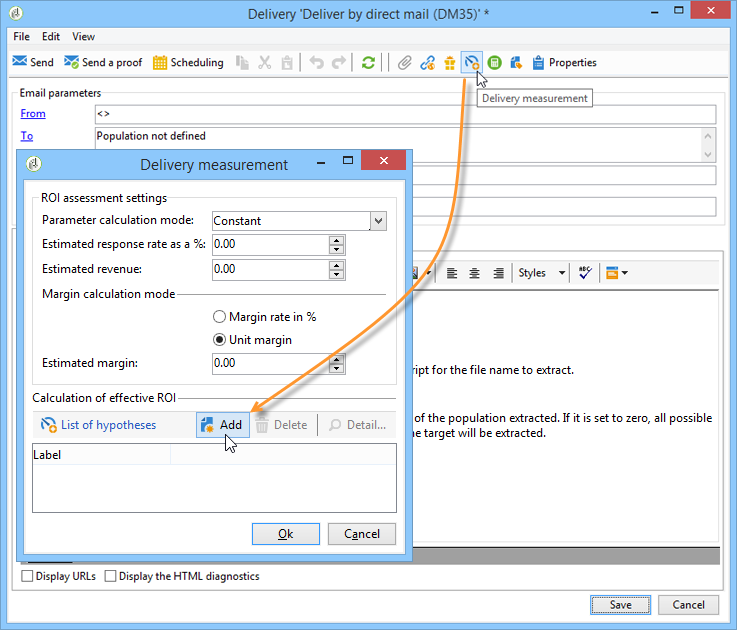 Delivery 'Deliver by direct mail (DM35)' *
File Edit View
Send Send a proof Scheduling Properties
Delivery measurement
Email parameters
From <>
To Population not defined
Delivery measurement
ROI assessment settings
Parameter calculation mode: Constant
Estimated response rate as a %: 0.00
Estimated revenue: 0.00
Margin calculation mode
Margin rate in %
Unit margin
Estimated margin: 0.00
Calculation of effective ROI
List of hypotheses Add Delete Detail...
Label
Ok Cancel
Styles ABC
ript for the file name to extract.
of the population extracted. If it is set to zero, all possible
e target will be extracted.
Display URLs Display the HTML diagnostics
Save Cancel